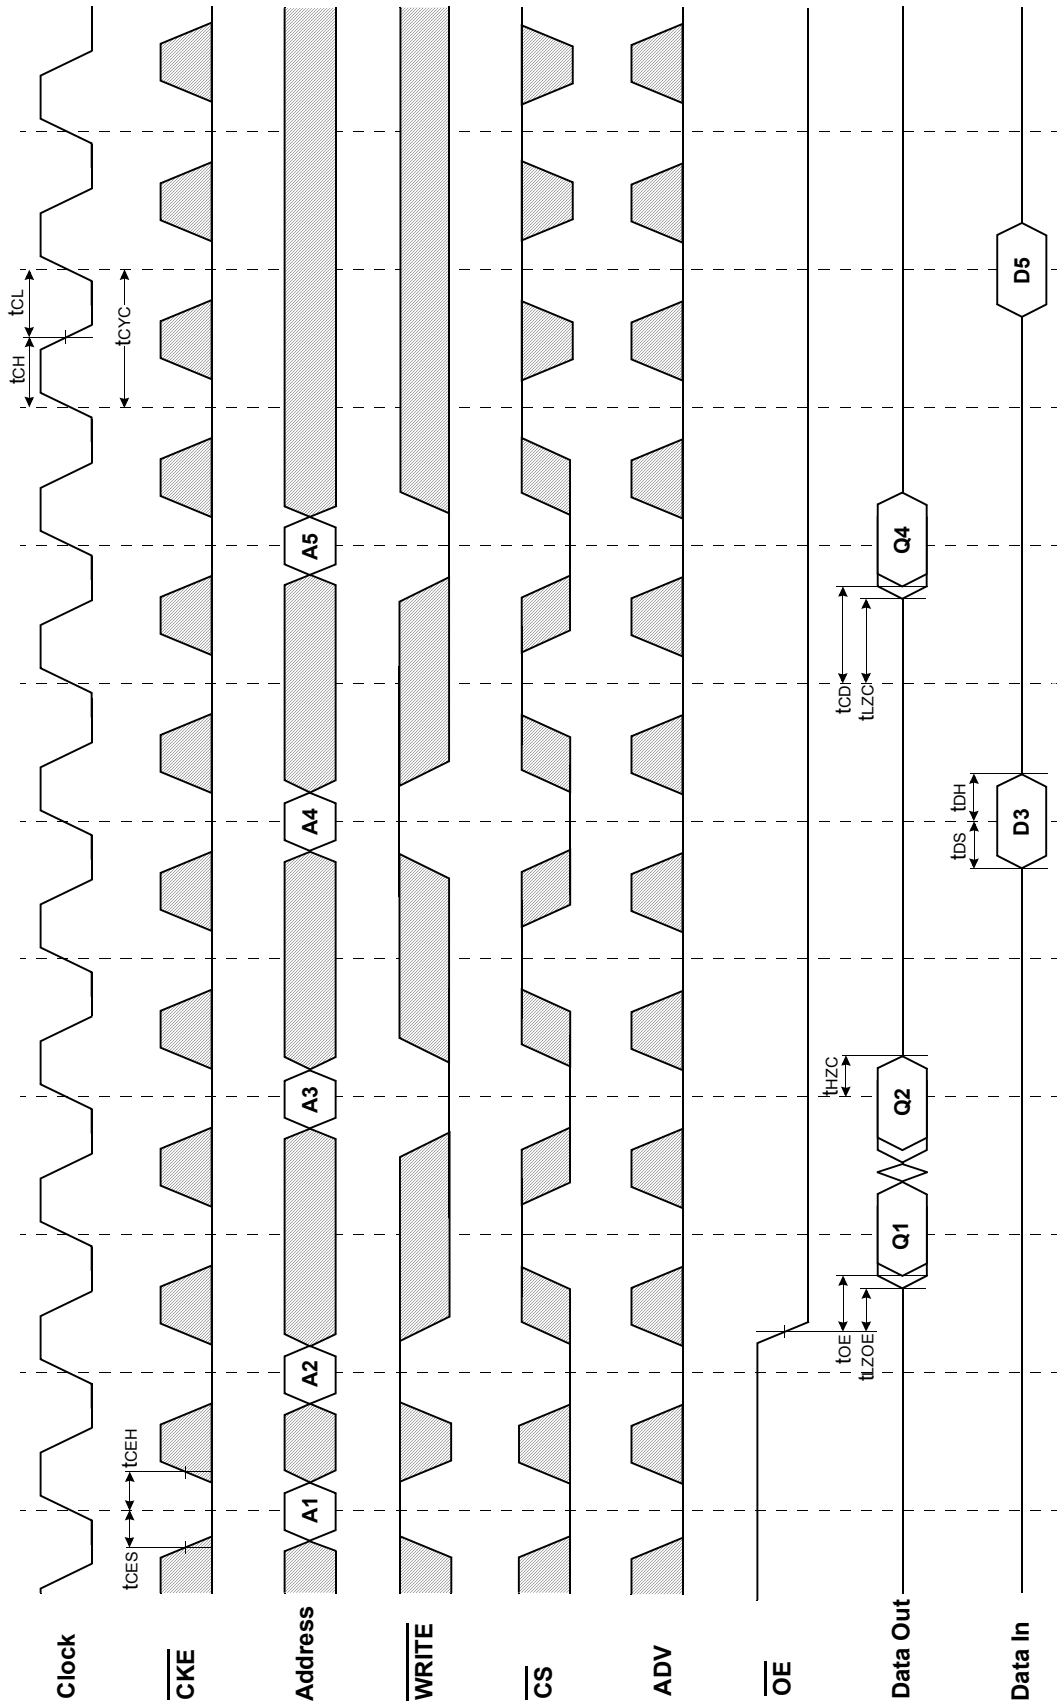 Clock
tCH
tCL
tCES
tCEH
tCYC
CKE
Address
A1
A2
A3
A4
A5
WRITE
CS
ADV
OE
tOE
tLZOE
tHZC
tCD
tLZC
Data Out
Q1
Q2
Q4
tDS
tDH
Data In
D3
D5